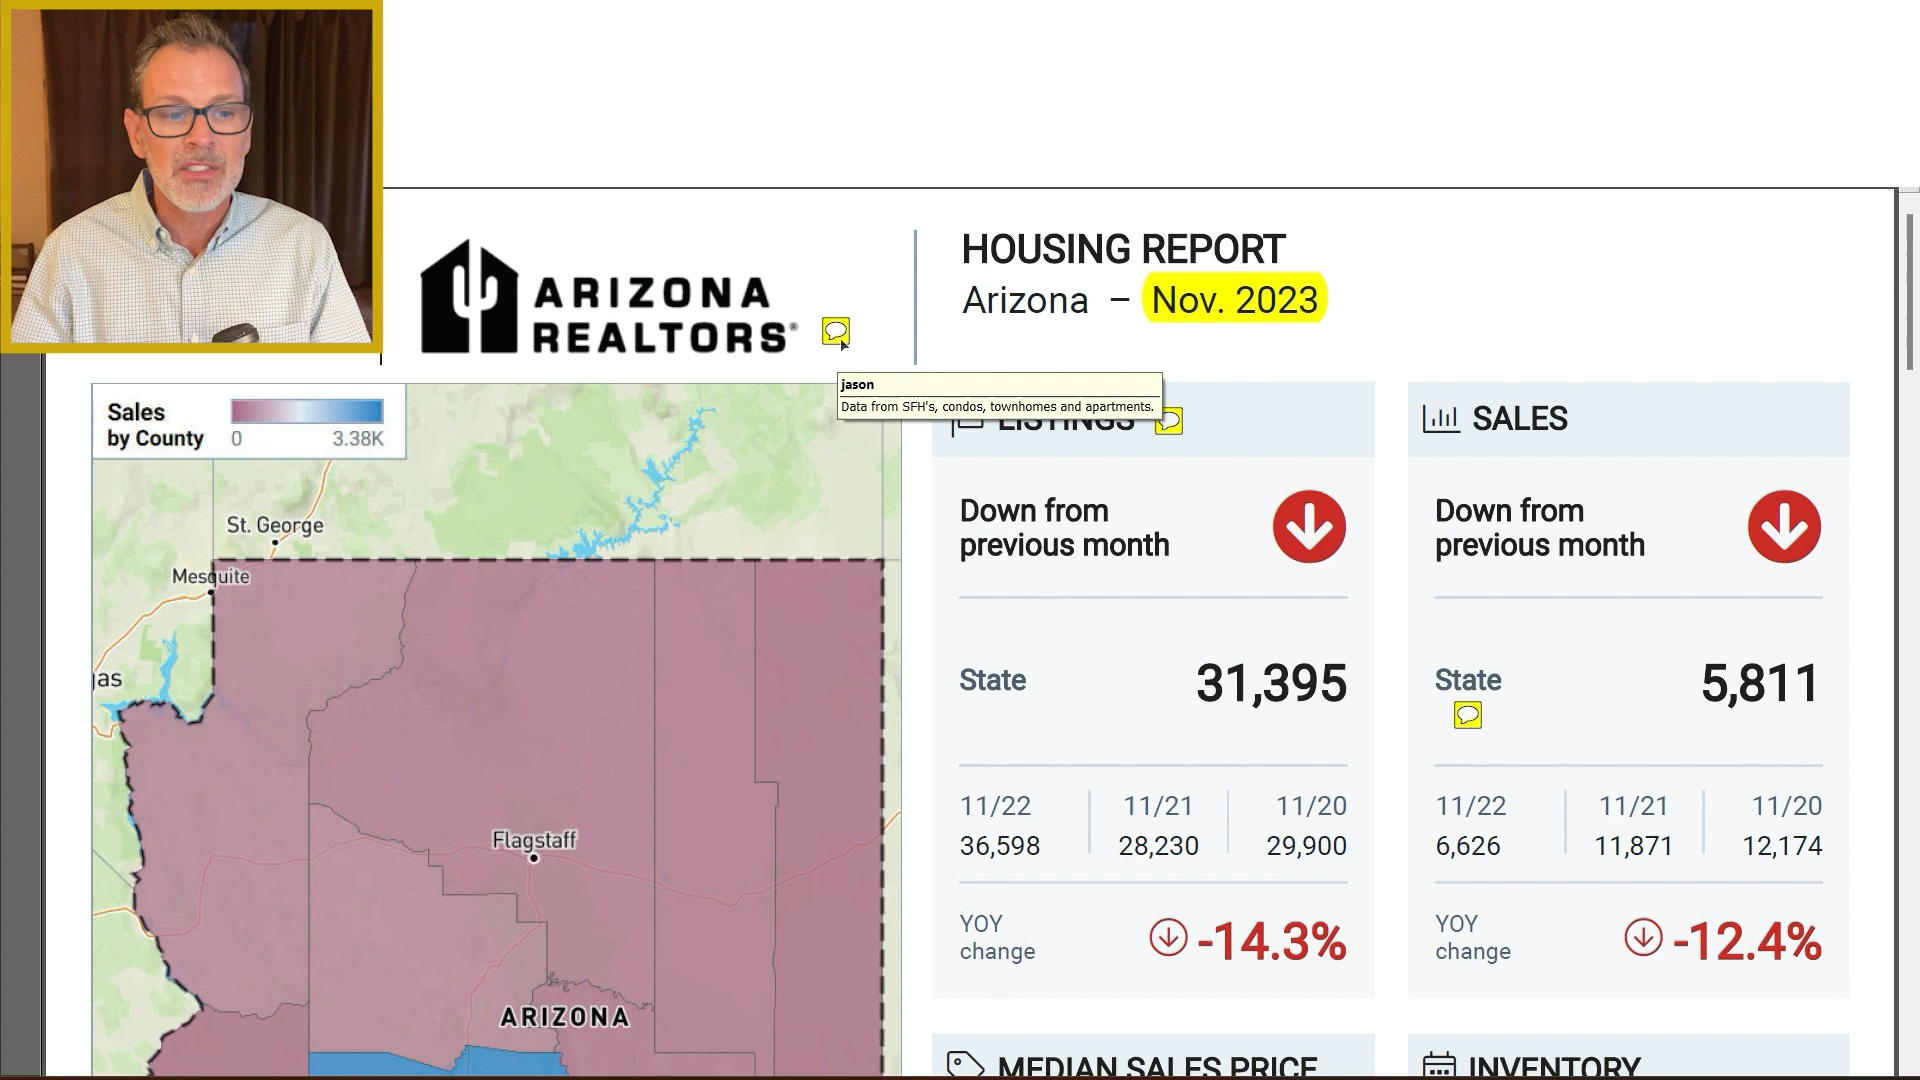 HOUSING REPORT
Arizona – Nov. 2023
ARIZONA
REALTORS®
jason
Data from SFH's, condos, townhomes and apartments.
Sales
by County
0 3.38K
St. George
Mesquite
as
Flagstaff
ARIZONA
LISTINGS
Down from
previous month
State 31,395
11/22 11/21 11/20
36,598 28,230 29,900
YOY
change
-14.3%
SALES
Down from
previous month
State 5,811
11/22 11/21 11/20
6,626 11,871 12,174
YOY
change
-12.4%
MEDIAN SALES PRICE
INVENTORY